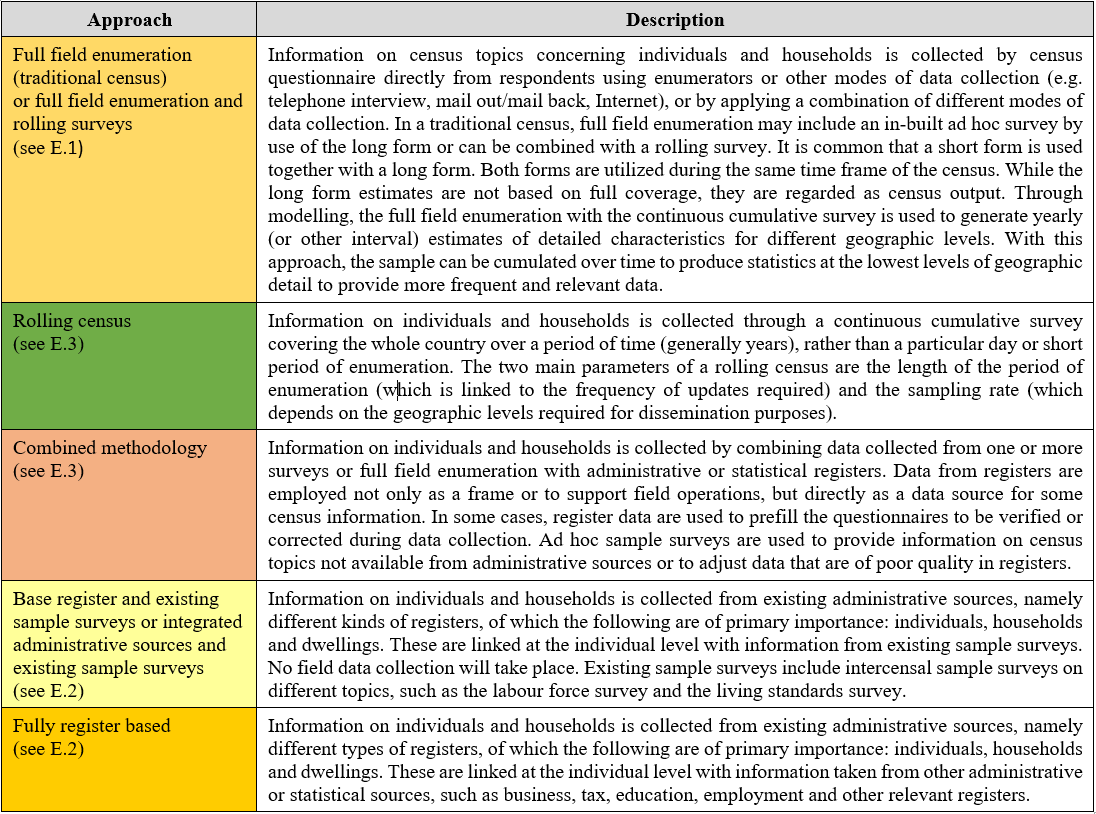 Approach
Description
Full field enumeration
(traditional census)
or full field enumeration and
rolling surveys
(see E.1)
Information on census topics concerning individuals and households is collected by census
questionnaire directly from respondents using enumerators or other modes of data collection (e.g.
telephone interview, mail out/mail back, Internet), or by applying a combination of different modes of
data collection. In a traditional census, full field enumeration may include an in-built ad hoc survey by
use of the long form or can be combined with a rolling survey. It is common that a short form is used
together with a long form. Both forms are utilized during the same time frame of the census. While the
long form estimates are not based on full coverage, they are regarded as census output. Through
modelling, the full field enumeration with the continuous cumulative survey is used to generate yearly
(or other interval) estimates of detailed characteristics for different geographic levels. With this
approach, the sample can be cumulated over time to produce statistics at the lowest levels of geographic
detail to provide more frequent and relevant data.
Rolling census
(see E.3)
Information on individuals and households is collected through a continuous cumulative survey
covering the whole country over a period of time (generally years), rather than a particular day or short
period of enumeration. The two main parameters of a rolling census are the length of the period of
enumeration (which is linked to the frequency of updates required) and the sampling rate (which
depends on the geographic levels required for dissemination purposes).
Combined methodology
(see E.3)
Information on individuals and households is collected by combining data collected from one or more
surveys or full field enumeration with administrative or statistical registers. Data from registers are
employed not only as a frame or to support field operations, but directly as a data source for some
census information. In some cases, register data are used to prefill the questionnaires to be verified or
corrected during data collection. Ad hoc sample surveys are used to provide information on census
topics not available from administrative sources or to adjust data that are of poor quality in registers.
Base register and existing
sample surveys or integrated
administrative sources and
existing sample surveys
(see E.2)
Information on individuals and households is collected from existing administrative sources, namely
different kinds of registers, of which the following are of primary importance: individuals, households
and dwellings. These are linked at the individual level with information from existing sample surveys.
No field data collection will take place. Existing sample surveys include intercensal sample surveys on
different topics, such as the labour force survey and the living standards survey.
Fully register based
(see E.2)
Information on individuals and households is collected from existing administrative sources, namely
different types of registers, of which the following are of primary importance: individuals, households
and dwellings. These are linked at the individual level with information taken from other administrative
or statistical sources, such as business, tax, education, employment and other relevant registers.